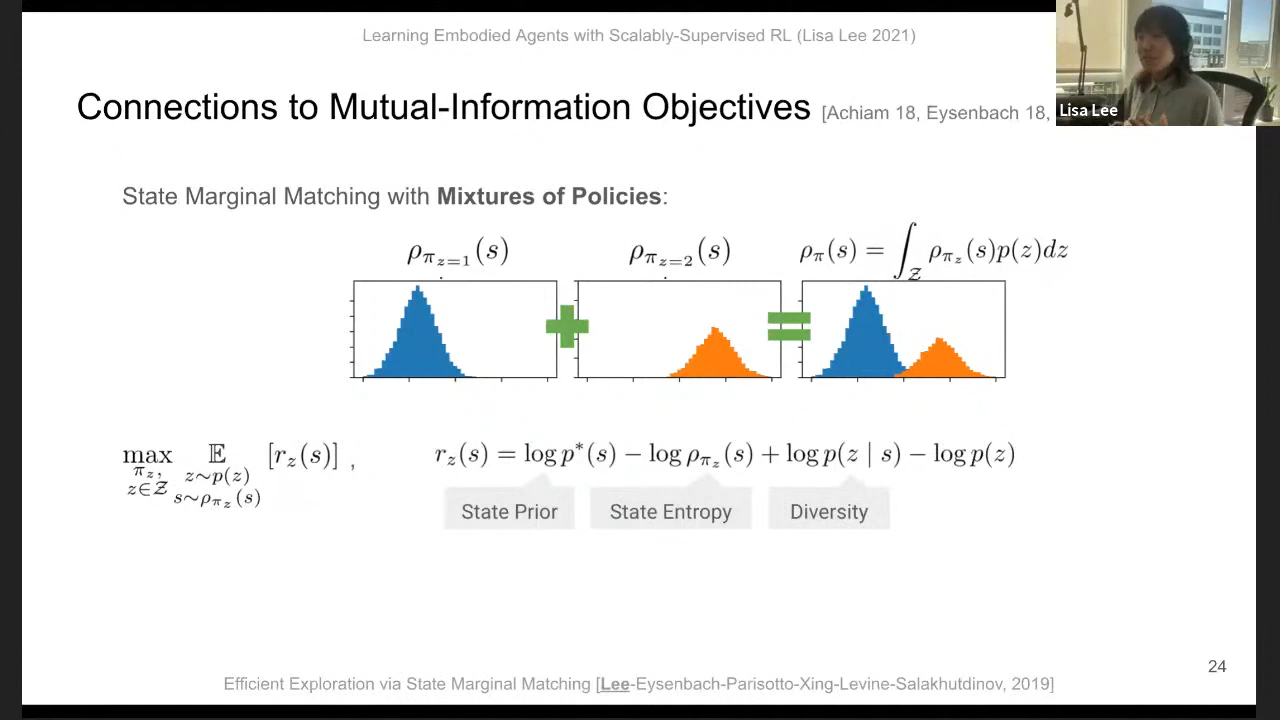 Learning Embodied Agents with Scalably-Supervised RL (Lisa Lee 2021)
Connections to Mutual-Information Objectives [Achiam 18, Eysenbach 18,
Lisa Lee
State Marginal Matching with Mixtures of Policies:
ρ_{π_{z=1}}(s) ρ_{π_{z=2}}(s) ρ_π(s) = ∫_𝒵 ρ_{π_z}(s)p(z)dz
max_{π_z, z∈𝒵} 𝔼_{z∼p(z), s∼ρ_{π_z}(s)} [r_z(s)] , r_z(s) = log p*(s) − log ρ_{π_z}(s) + log p(z | s) − log p(z)
State Prior State Entropy Diversity
24
Efficient Exploration via State Marginal Matching [Lee-Eysenbach-Parisotto-Xing-Levine-Salakhutdinov, 2019]